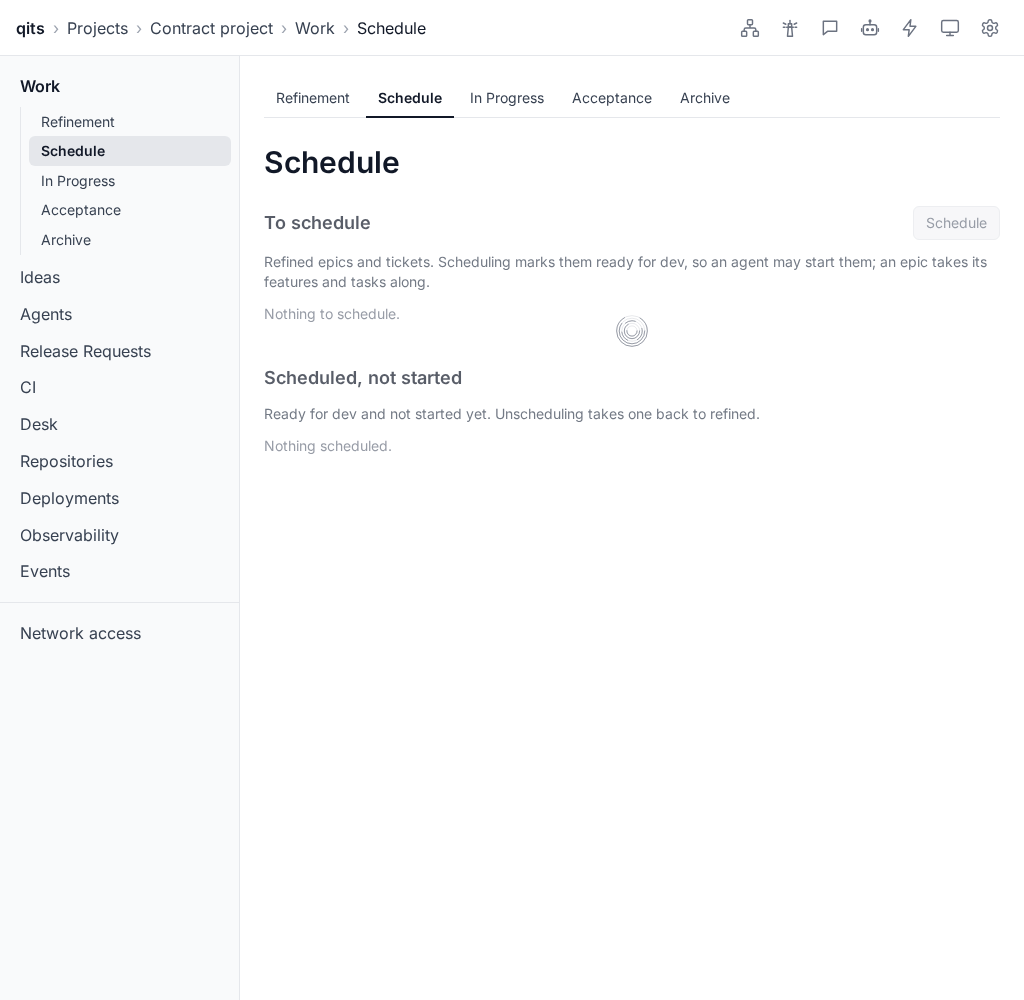 qits › Projects › Contract project › Work › Schedule
Work
Refinement
Schedule
In Progress
Acceptance
Archive
Ideas
Agents
Release Requests
CI
Desk
Repositories
Deployments
Observability
Events
Network access
Refinement Schedule In Progress Acceptance Archive
Schedule
To schedule
Schedule
Refined epics and tickets. Scheduling marks them ready for dev, so an agent may start them; an epic takes its
features and tasks along.
Nothing to schedule.
Scheduled, not started
Ready for dev and not started yet. Unscheduling takes one back to refined.
Nothing scheduled.